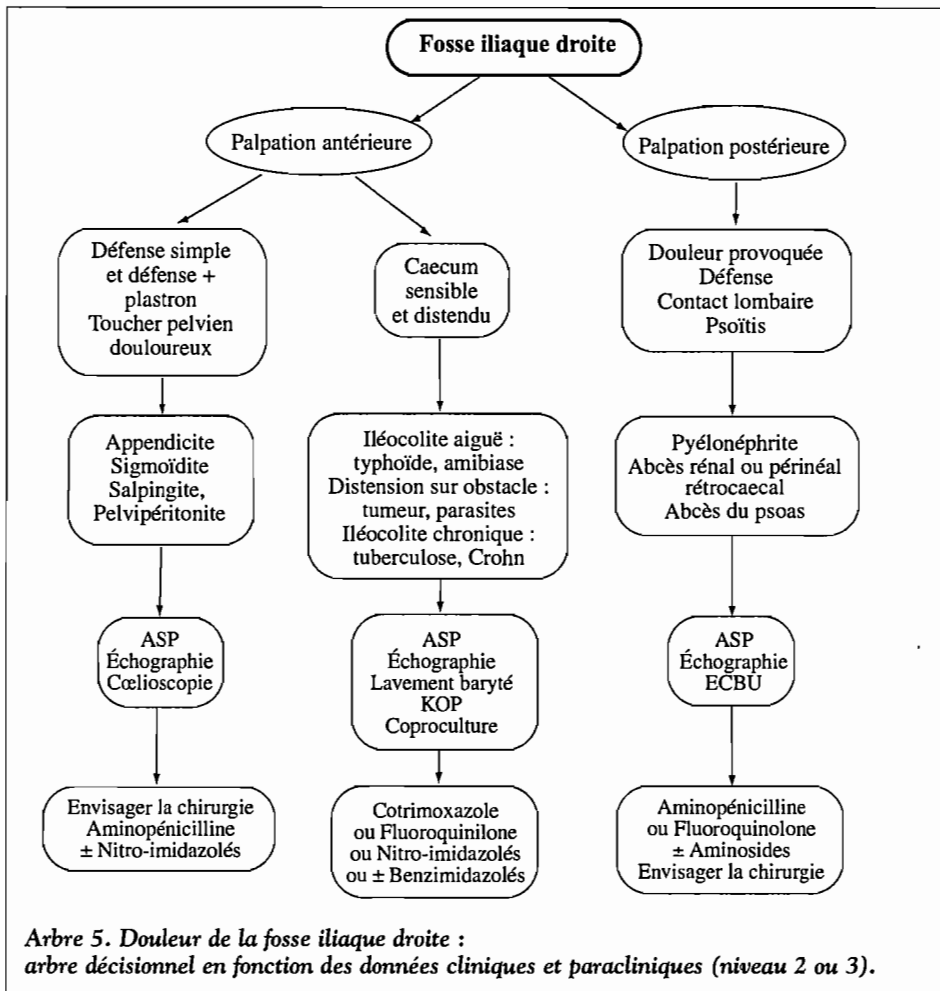 Fosse iliaque droite
Palpation antérieure
Palpation postérieure
Défense simple
et défense +
plastron
Toucher pelvien
douloureux
Caecum
sensible
et distendu
Douleur provoquée
Défense
Contact lombaire
Psoïtis
Appendicite
Sigmoïdite
Salpingite,
Pelvipéritonite
Iléocolite aiguë :
typhoïde, amibiase
Distension sur obstacle :
tumeur, parasites
Iléocolite chronique :
tuberculose, Crohn
Pyélonéphrite
Abcès rénal ou périnéal
rétrocaecal
Abcès du psoas
ASP
Échographie
Cœlioscopie
ASP
Échographie
Lavement baryté
KOP
Coproculture
ASP
Échographie
ECBU
Envisager la chirurgie
Aminopénicilline
± Nitro-imidazolés
Cotrimoxazole
ou Fluoroquinilone
ou Nitro-imidazolés
ou ± Benzimidazolés
Aminopénicilline
ou Fluoroquinolone
± Aminosides
Envisager la chirurgie
Arbre 5. Douleur de la fosse iliaque droite :
arbre décisionnel en fonction des données cliniques et paracliniques (niveau 2 ou 3).